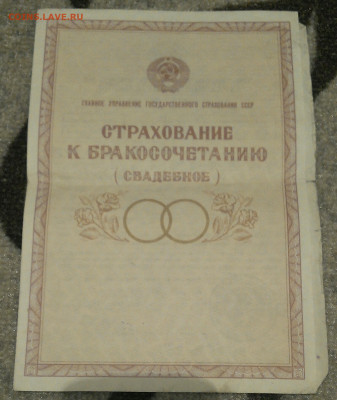 ГЛАВНОЕ УПРАВЛЕНИЕ ГОСУДАРСТВЕННОГО СТРАХОВАНИЯ СССР
СТРАХОВАНИЕ
К БРАКОСОЧЕТАНИЮ
(СВАДЕБНОЕ)